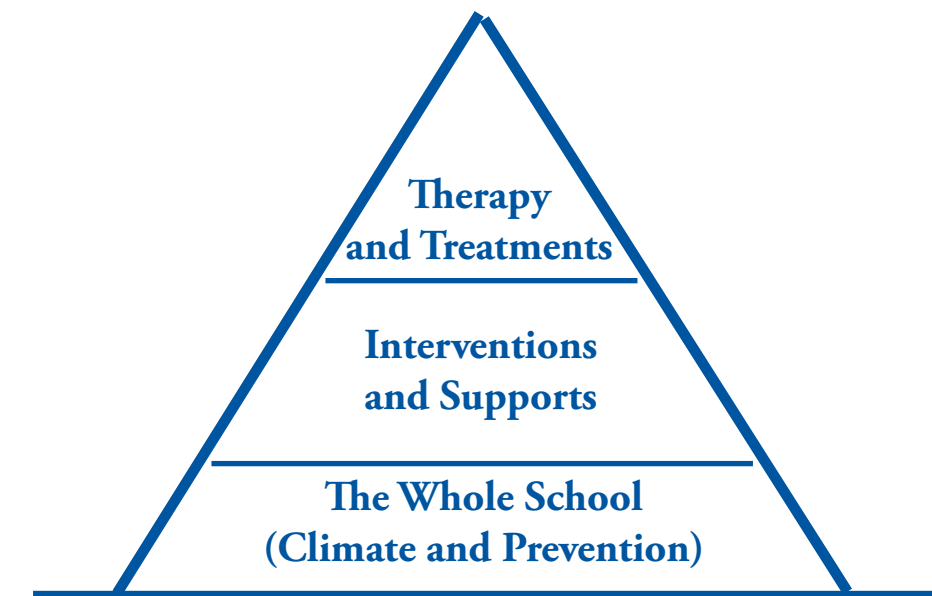 Therapy
and Treatments
Interventions
and Supports
The Whole School
(Climate and Prevention)